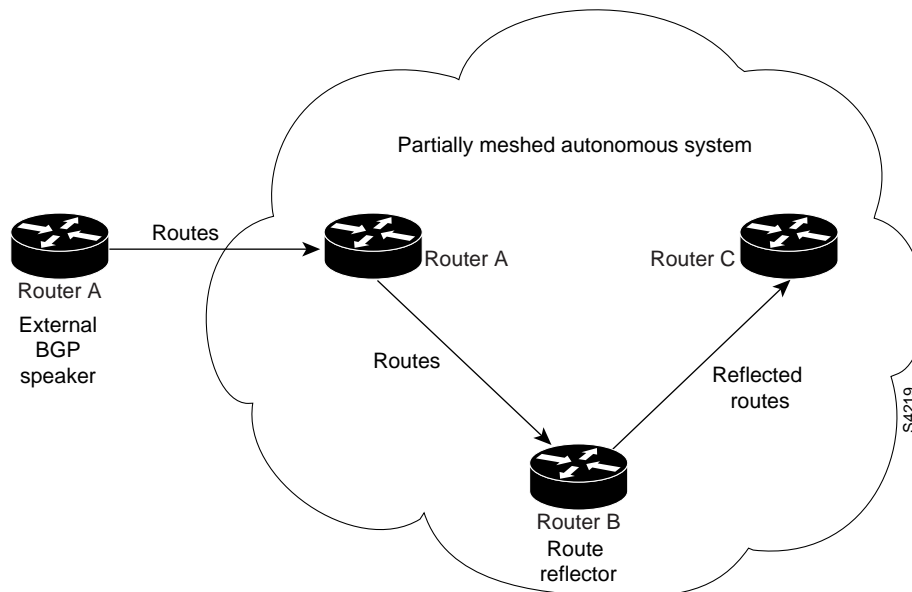 Partially meshed autonomous system
Routes
Router A
External
BGP
speaker
Router A
Router C
Routes
Reflected
routes
Router B
Route
reflector
S4219